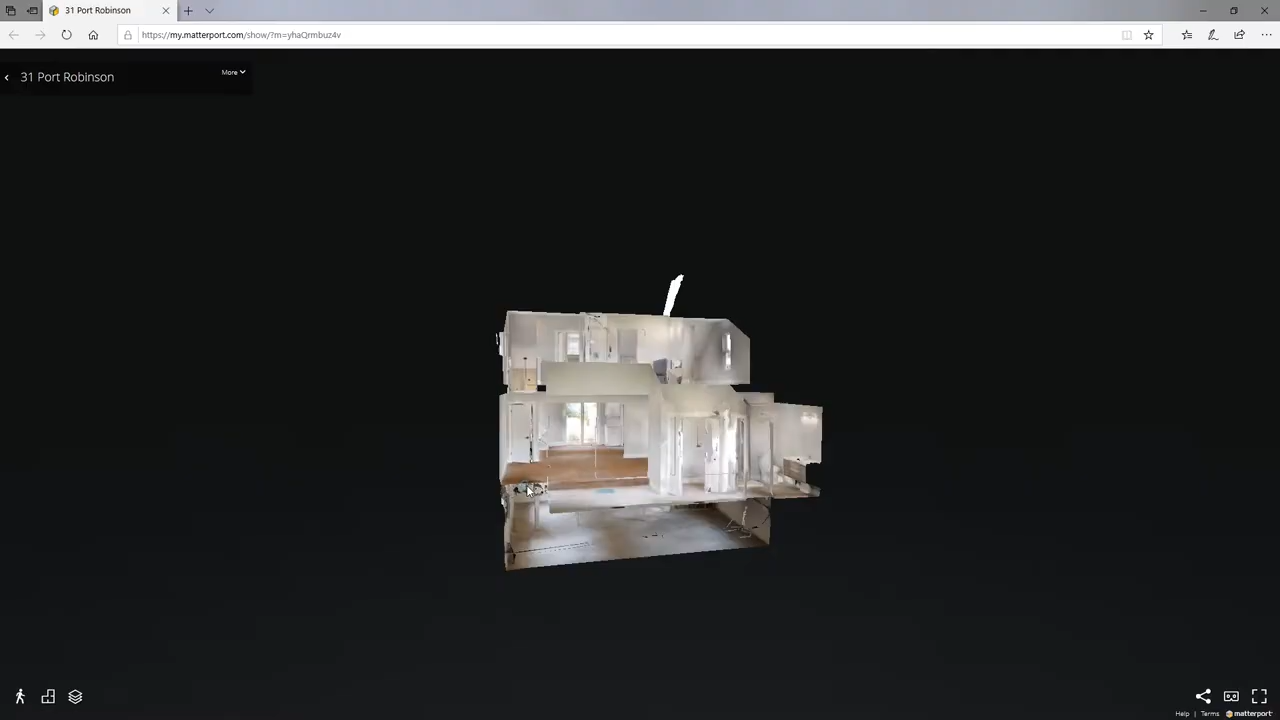 31 Port Robinson
https://my.matterport.com/show/?m=yhaQrmbuz4v
31 Port Robinson
More
Help
Terms
matterport